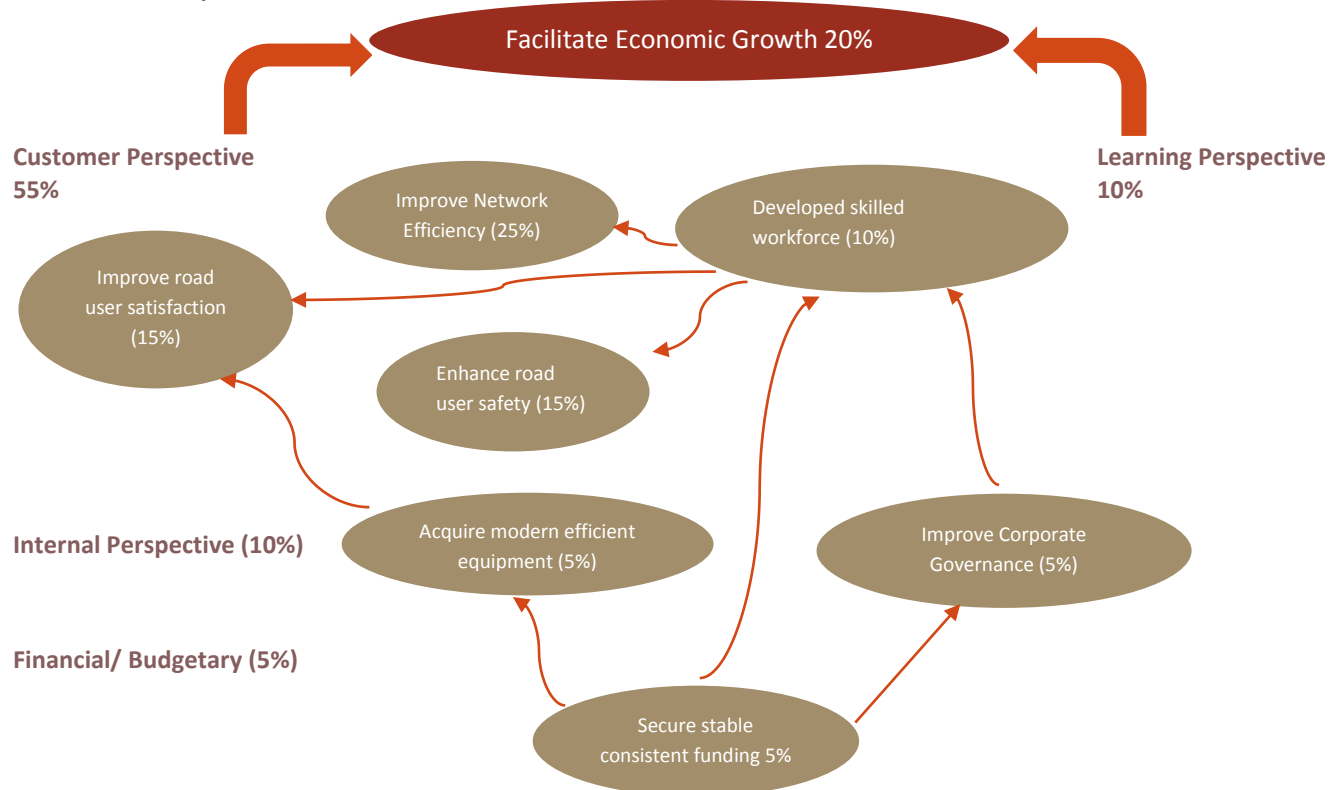 Facilitate Economic Growth 20%
Customer Perspective
55%
Learning Perspective
10%
Improve Network
Efficiency (25%)
Developed skilled
workforce (10%)
Improve road
user satisfaction
(15%)
Enhance road
user safety (15%)
Internal Perspective (10%)
Acquire modern efficient
equipment (5%)
Improve Corporate
Governance (5%)
Financial/ Budgetary (5%)
Secure stable
consistent funding 5%